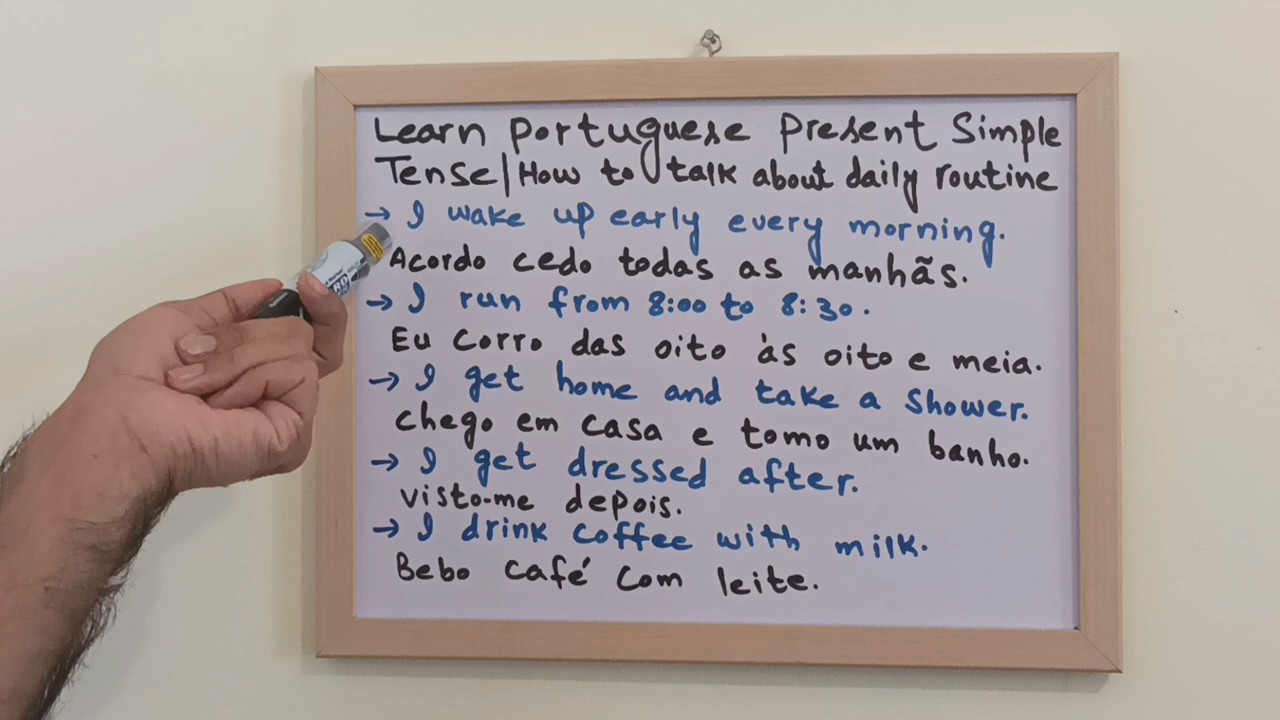 Learn Portuguese Present Simple
Tense | How to talk about daily routine
→ I wake up early every morning.
Acordo cedo todas as manhãs.
→ I run from 8:00 to 8:30.
Eu corro das oito às oito e meia.
→ I get home and take a shower.
chego em casa e tomo um banho.
→ I get dressed after.
visto-me depois.
→ I drink coffee with milk.
Bebo café com leite.